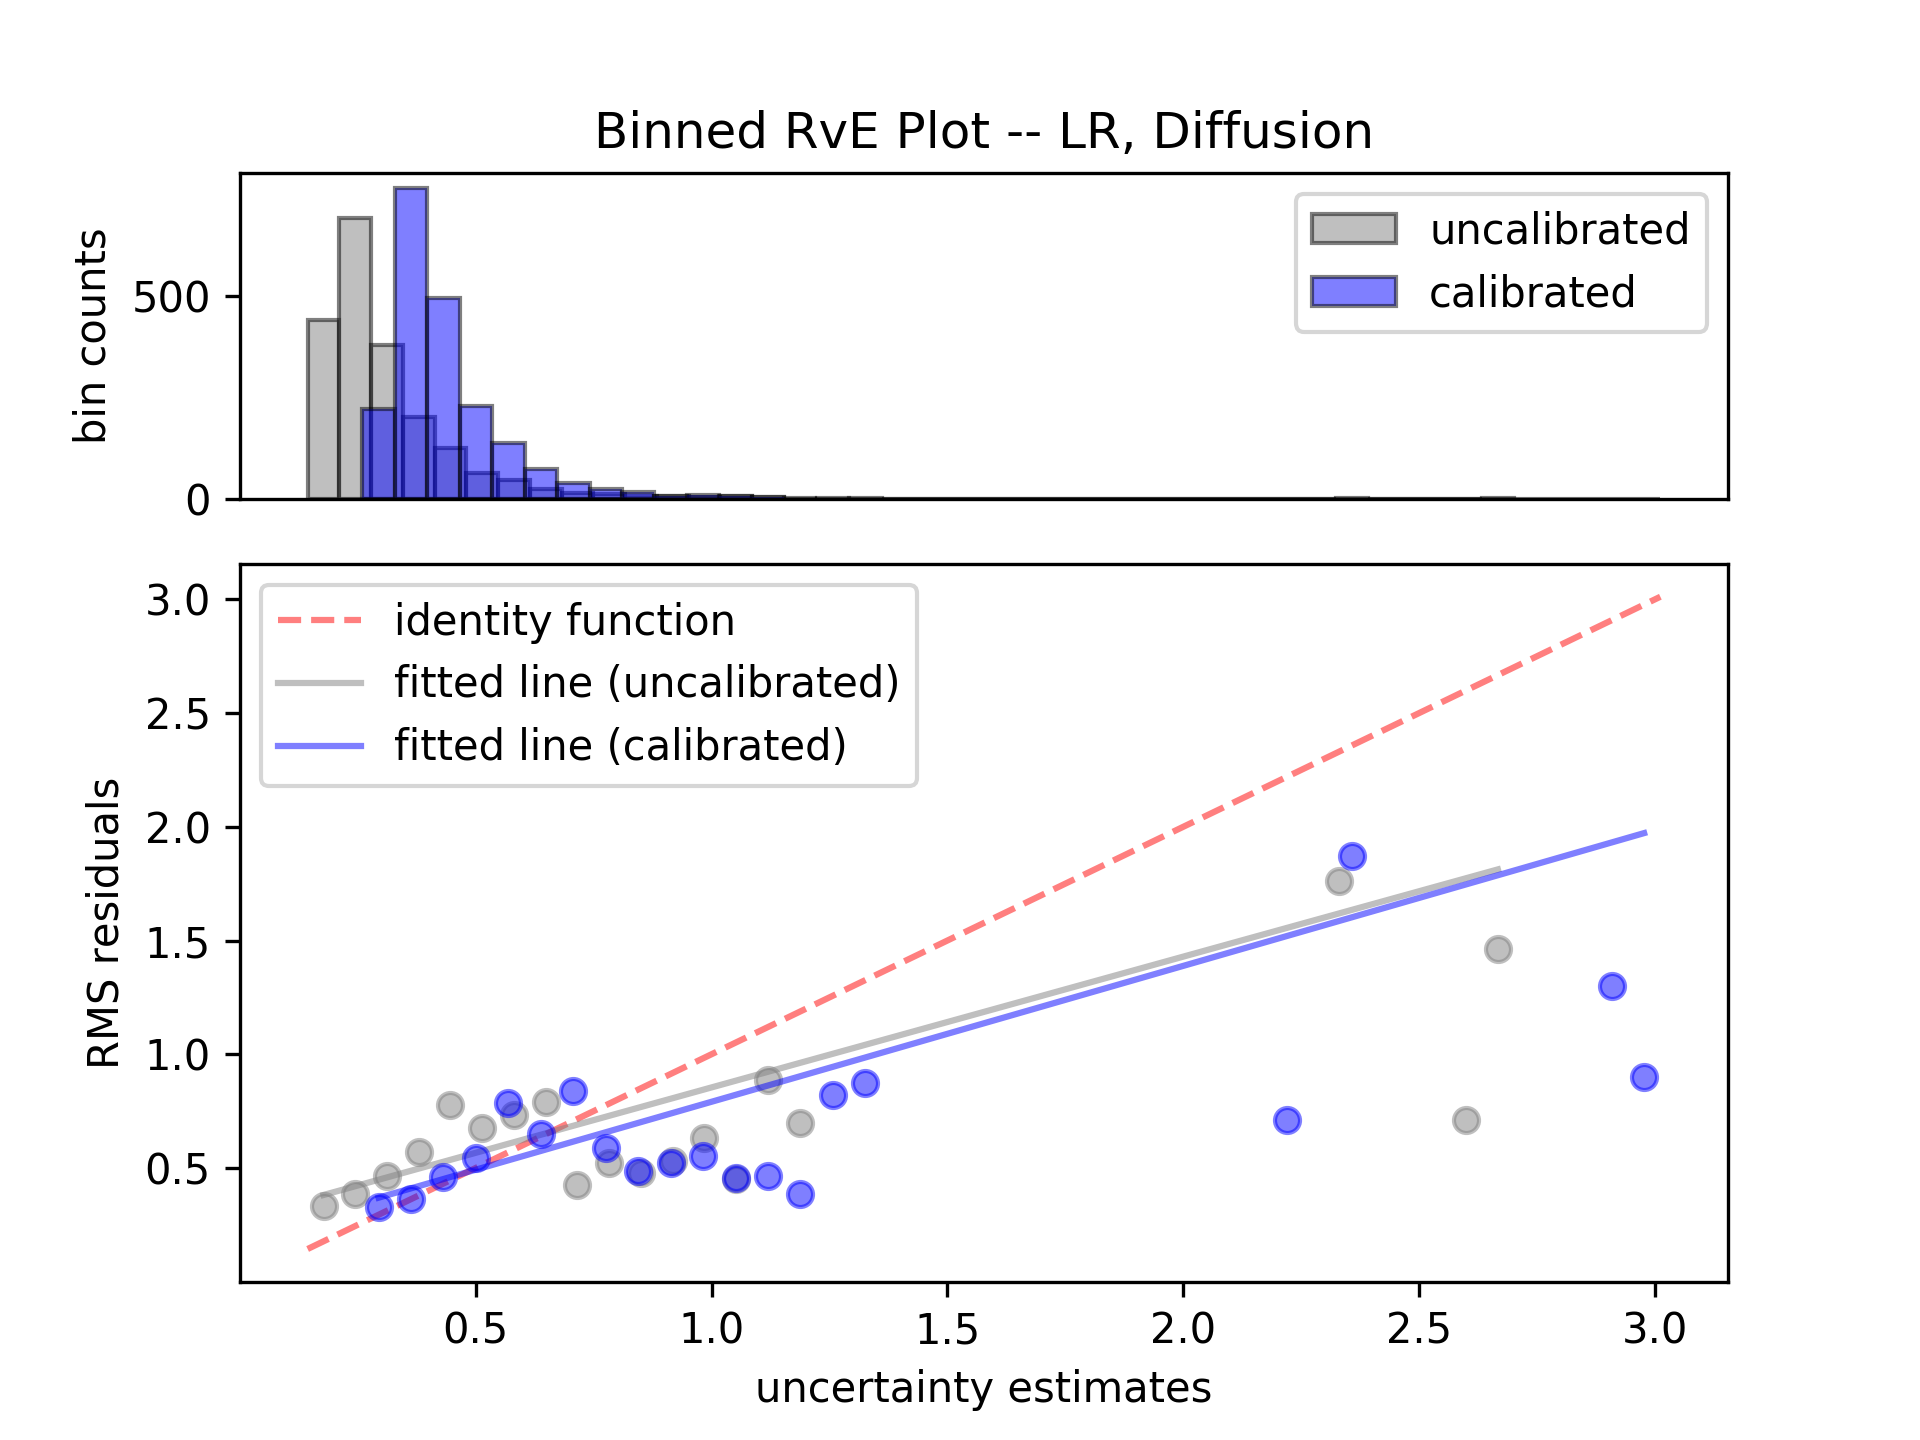 Binned RvE Plot -- LR, Diffusion
bin counts
500
0
uncalibrated
calibrated
RMS residuals
3.0
2.5
2.0
1.5
1.0
0.5
identity function
fitted line (uncalibrated)
fitted line (calibrated)
0.5 1.0 1.5 2.0 2.5 3.0
uncertainty estimates